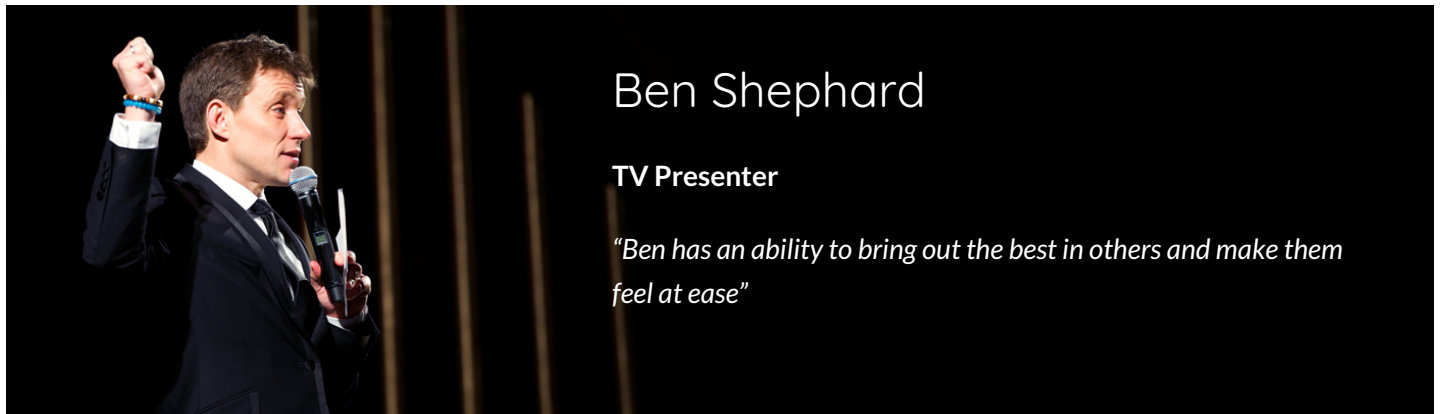 Ben Shephard
TV Presenter
“Ben has an ability to bring out the best in others and make them
feel at ease”